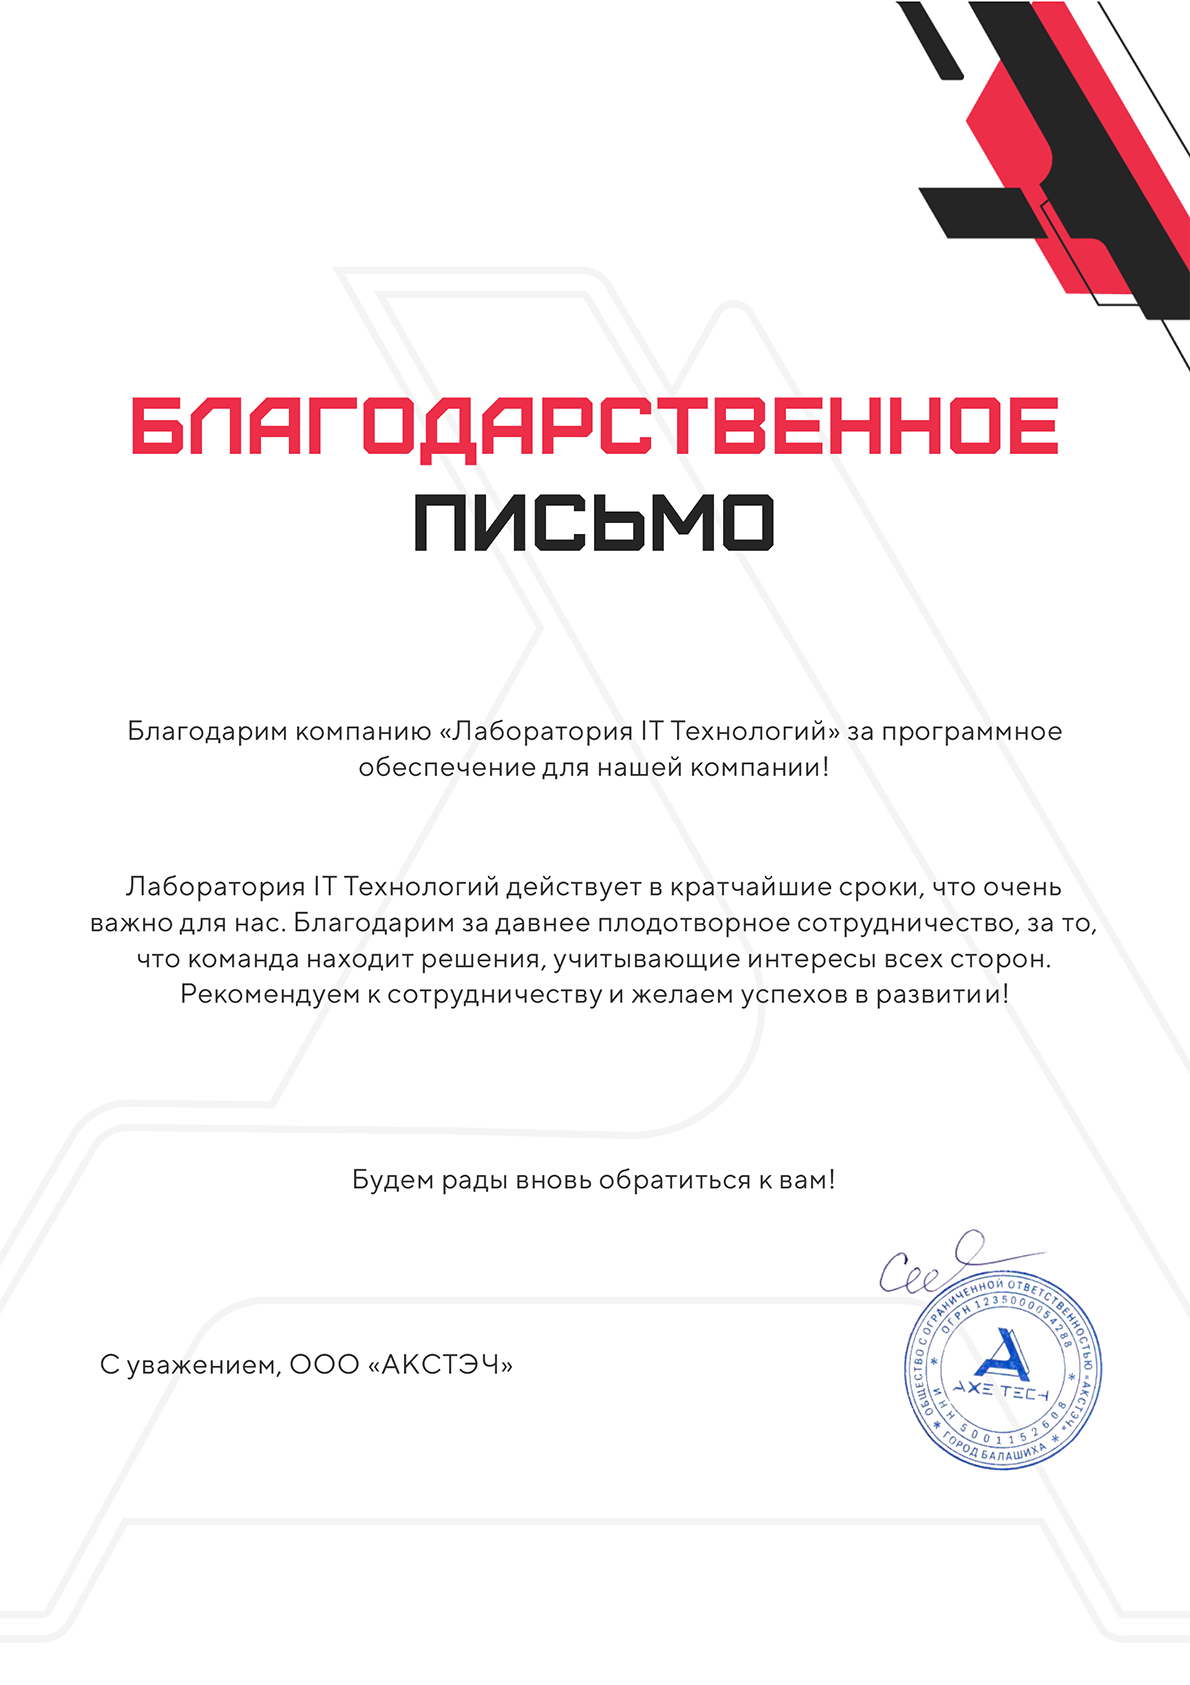 БЛАГОДАРСТВЕННОЕ
ПИСЬМО
Благодарим компанию «Лаборатория IT Технологий» за программное
обеспечение для нашей компании!
Лаборатория IT Технологий действует в кратчайшие сроки, что очень
важно для нас. Благодарим за давнее плодотворное сотрудничество, за то,
что команда находит решения, учитывающие интересы всех сторон.
Рекомендуем к сотрудничеству и желаем успехов в развитии!
Будем рады вновь обратиться к вам!
С уважением, ООО «АКСТЭЧ»
ОБЩЕСТВО С ОГРАНИЧЕННОЙ ОТВЕТСТВЕННОСТЬЮ «АКСТЭЧ»
* ГОРОД БАЛАШИХА *
ОГРН 1235000054288
* ИНН 5001152608 *
AXE TECH